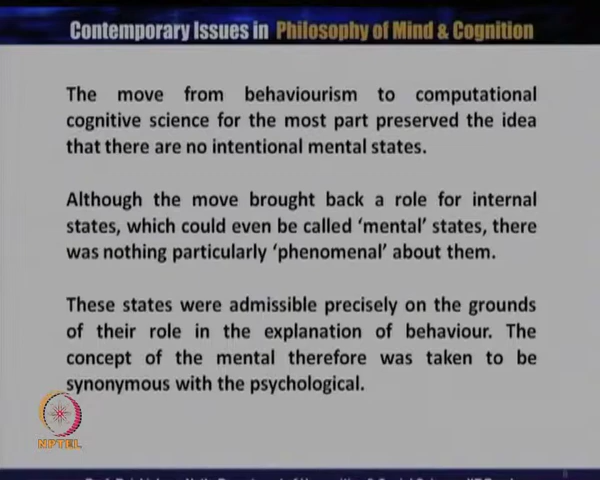 Contemporary Issues in Philosophy of Mind & Cognition
The move from behaviourism to computational
cognitive science for the most part preserved the idea
that there are no intentional mental states.
Although the move brought back a role for internal
states, which could even be called ‘mental’ states, there
was nothing particularly ‘phenomenal’ about them.
These states were admissible precisely on the grounds
of their role in the explanation of behaviour. The
concept of the mental therefore was taken to be
synonymous with the psychological.
NPTEL